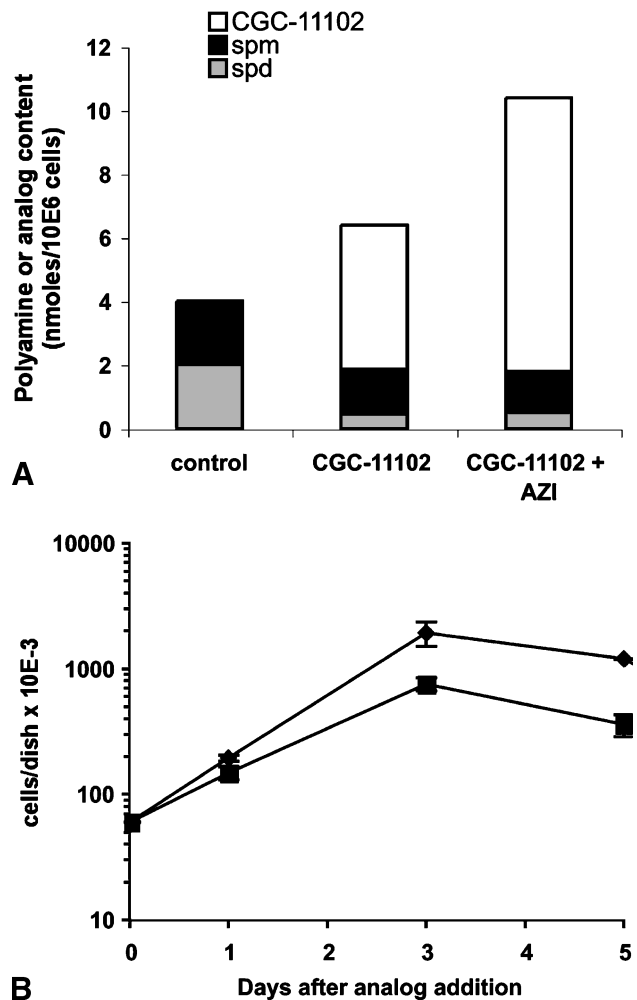 CGC-11102
spm
spd
Polyamine or analog content
(nmoles/10E6 cells)
12
10
8
6
4
2
0
control
CGC-11102
CGC-11102 +
AZI
A
cells/dish x 10E-3
10000
1000
100
10
0
1
2
3
4
5
Days after analog addition
B